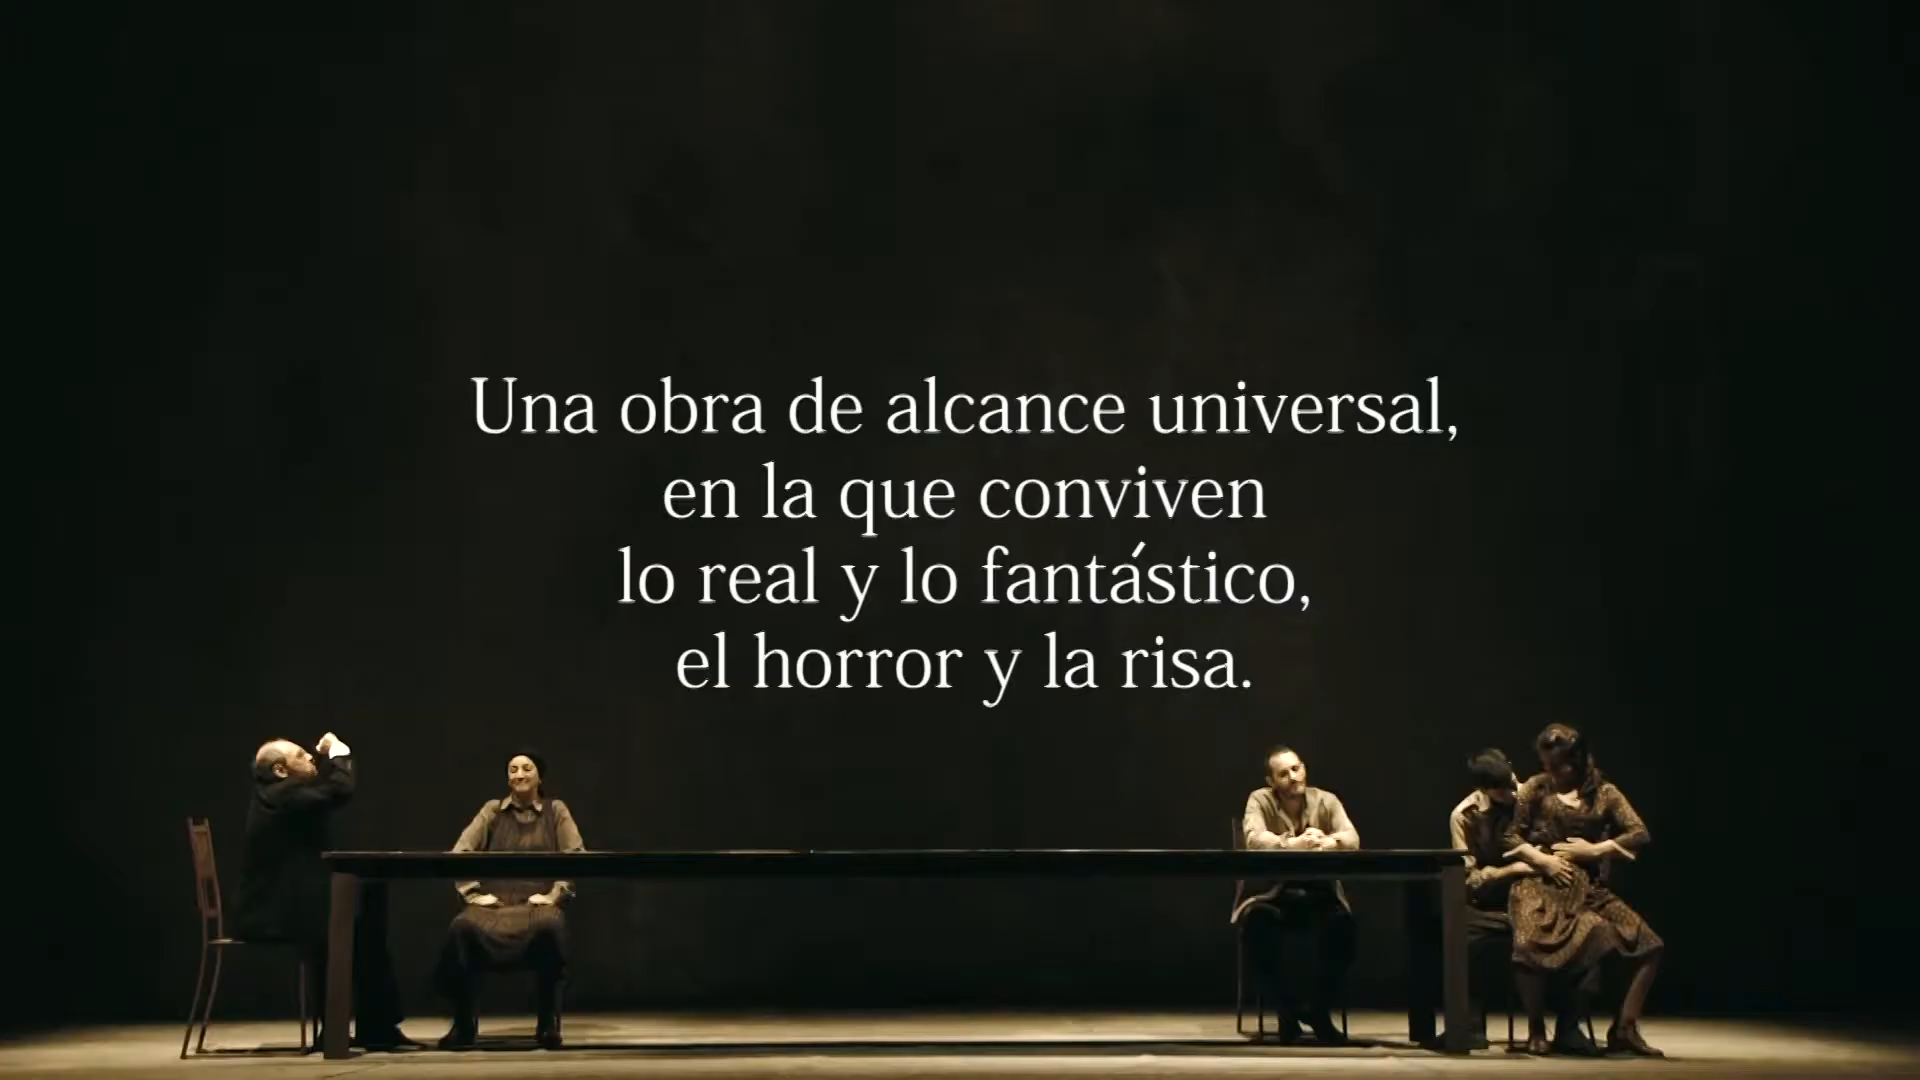 Una obra de alcance universal,
en la que conviven
lo real y lo fantástico,
el horror y la risa.